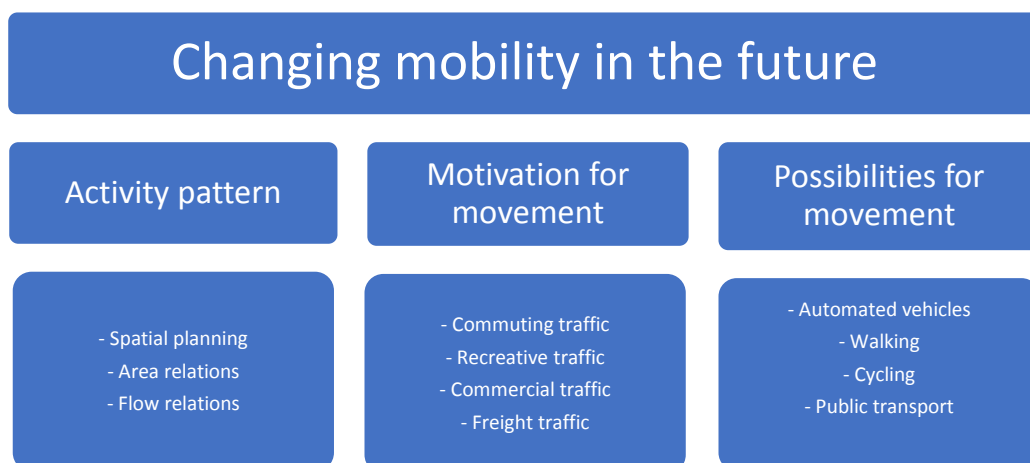 Changing mobility in the future
Activity pattern
Motivation for
movement
Possibilities for
movement
- Spatial planning
- Area relations
- Flow relations
- Commuting traffic
- Recreative traffic
- Commercial traffic
- Freight traffic
- Automated vehicles
- Walking
- Cycling
- Public transport